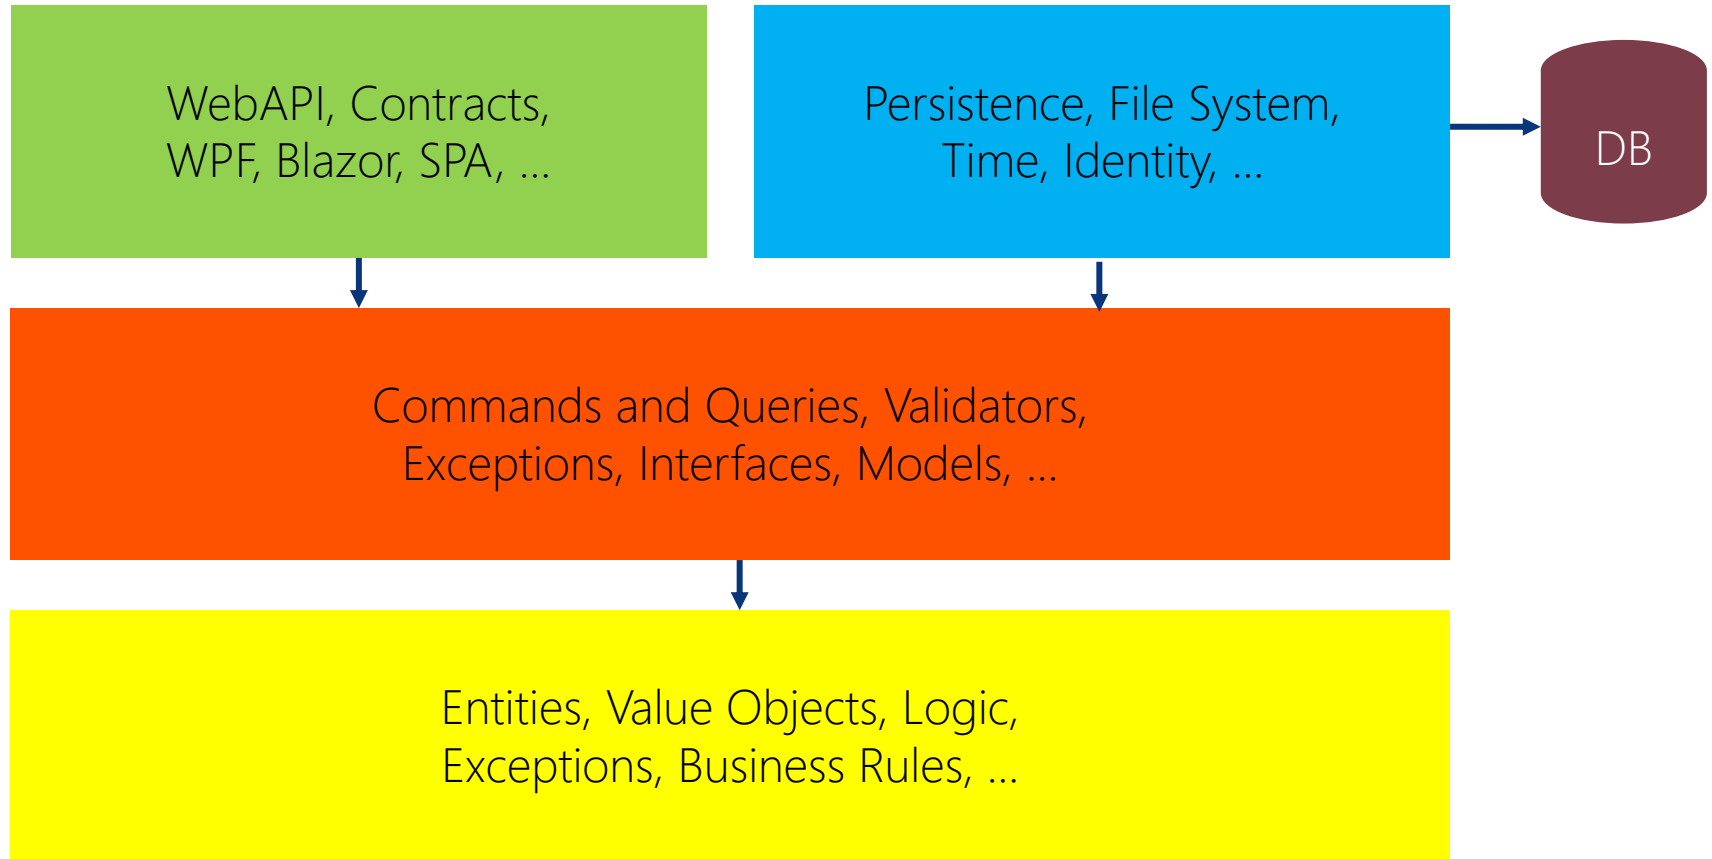 WebAPI, Contracts,
WPF, Blazor, SPA, ...
Persistence, File System,
Time, Identity, ...
DB
Commands and Queries, Validators,
Exceptions, Interfaces, Models, ...
Entities, Value Objects, Logic,
Exceptions, Business Rules, ...